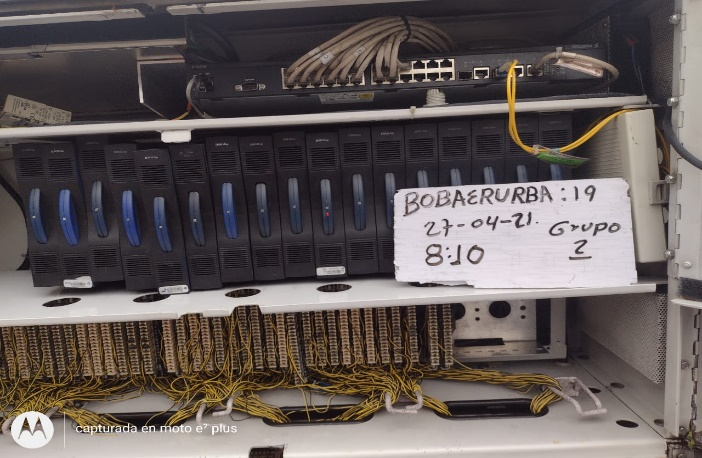 BOBAERURBA:19
27-04-21.
Grupo
8:10
2
capturada en moto e⁷ plus